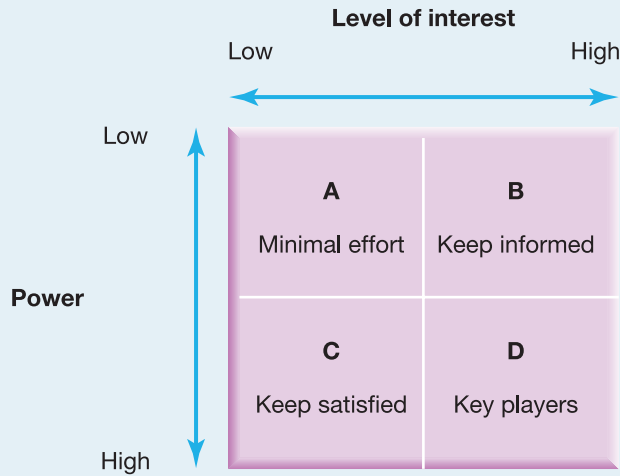 Level of interest
Low
High
Low
A
B
Minimal effort
Keep informed
Power
C
D
Keep satisfied
Key players
High